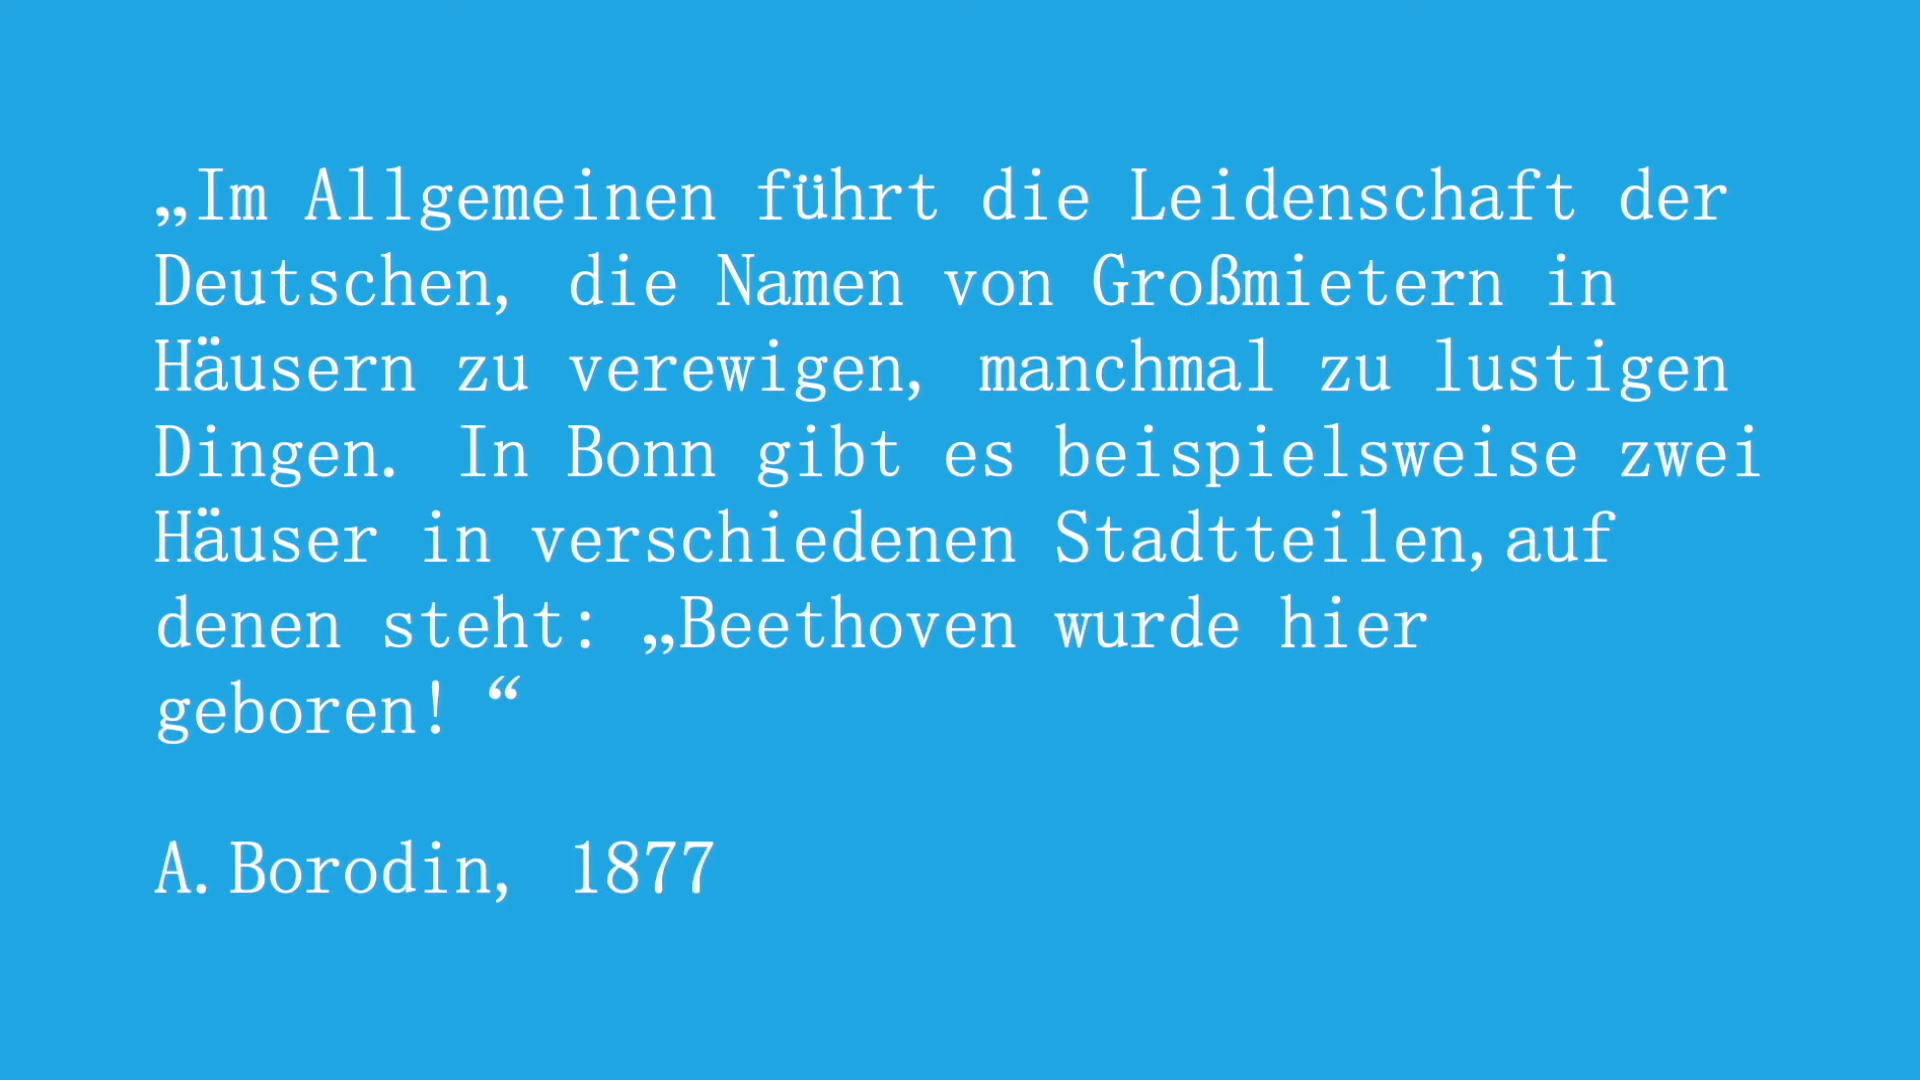 „Im Allgemeinen führt die Leidenschaft der
Deutschen, die Namen von Großmietern in
Häusern zu verewigen, manchmal zu lustigen
Dingen. In Bonn gibt es beispielsweise zwei
Häuser in verschiedenen Stadtteilen,auf
denen steht: „Beethoven wurde hier
geboren! “
A.Borodin, 1877